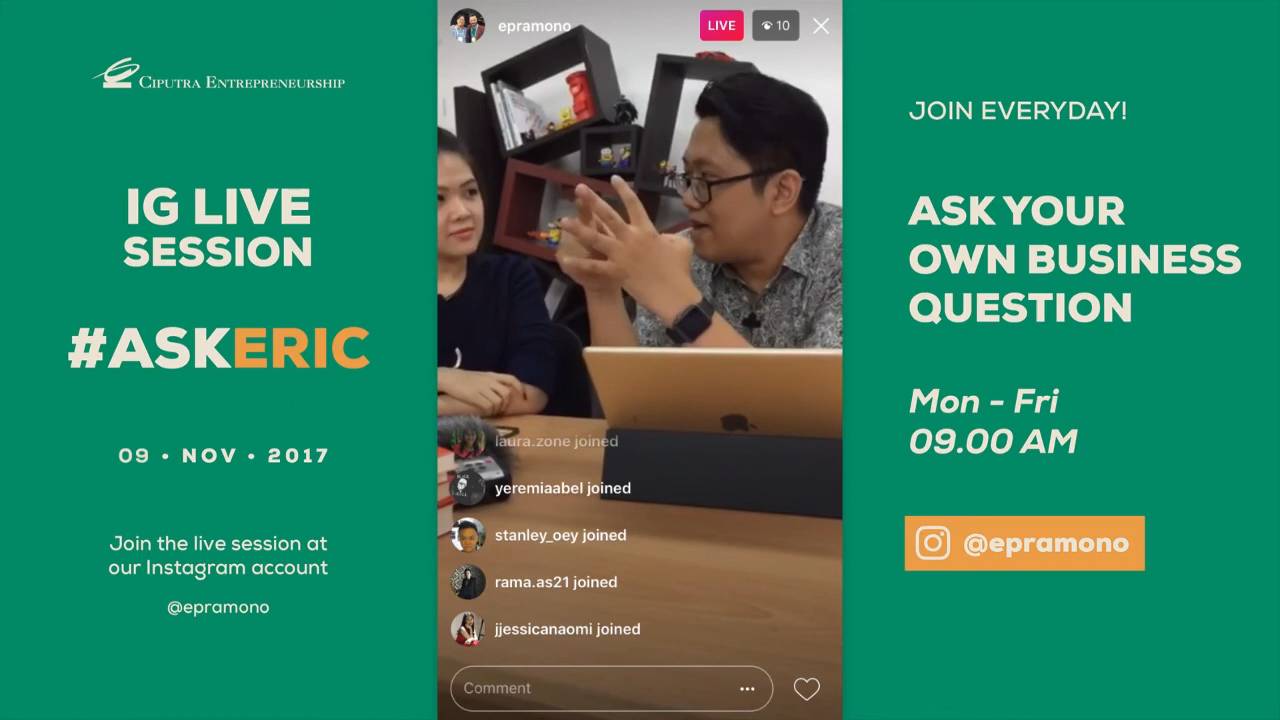 CIPUTRA ENTREPRENEURSHIP
IG LIVE
SESSION
#ASKERIC
09 • NOV • 2017
Join the live session at
our Instagram account
@epramono
epramono
LIVE
10
laura.zone joined
yeremiaabel joined
stanley_oey joined
rama.as21 joined
jjessicanaomi joined
Comment
JOIN EVERYDAY!
ASK YOUR
OWN BUSINESS
QUESTION
Mon - Fri
09.00 AM
@epramono